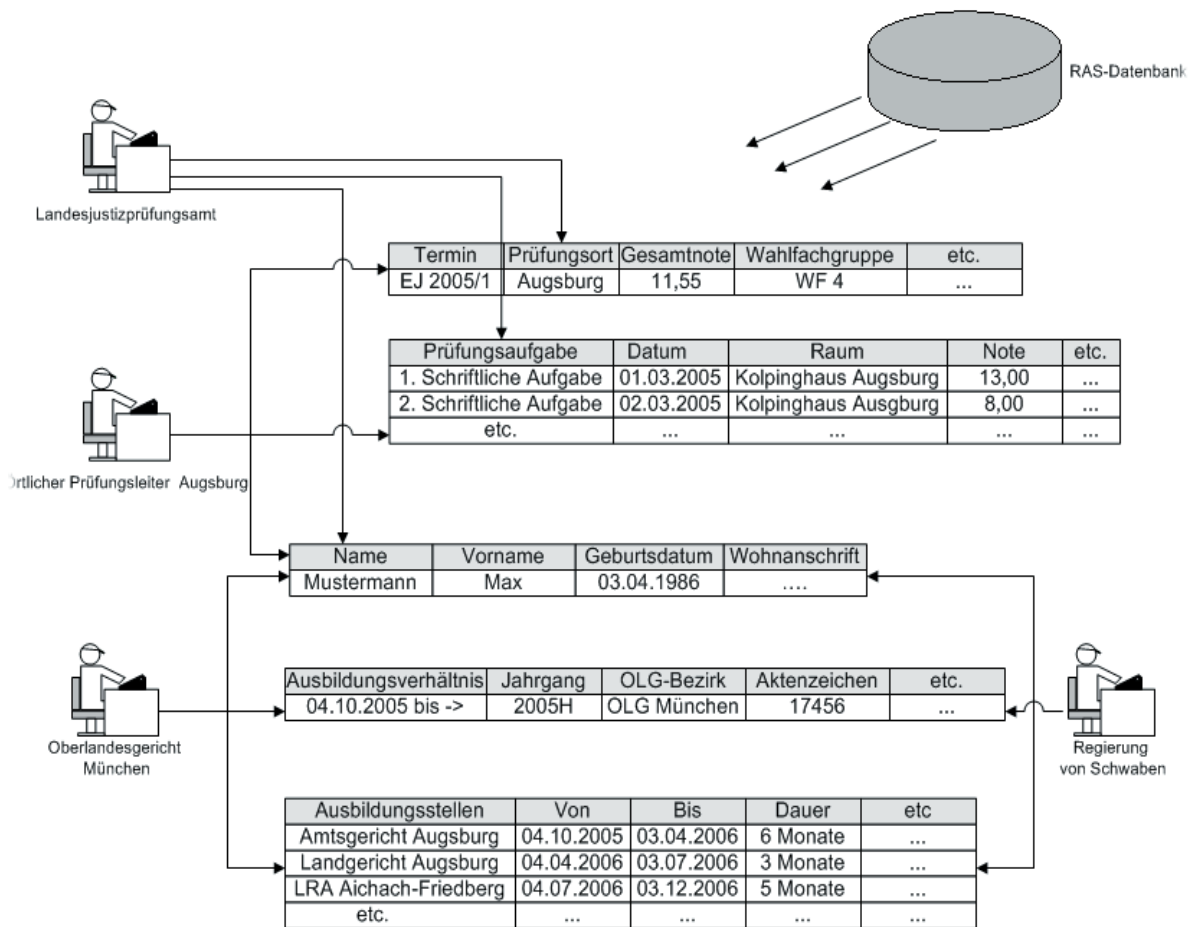 RAS-Datenbank
Landesjustizprüfungsamt
Termin Prüfungsort Gesamtnote Wahlfachgruppe etc.
EJ 2005/1 Augsburg 11,55 WF 4 ...
Prüfungsaufgabe Datum Raum Note etc.
1. Schriftliche Aufgabe 01.03.2005 Kolpinghaus Augsburg 13,00 ...
2. Schriftliche Aufgabe 02.03.2005 Kolpinghaus Ausgburg 8,00 ...
etc. ... ... ... ...
Örtlicher Prüfungsleiter Augsburg
Name Vorname Geburtsdatum Wohnanschrift
Mustermann Max 03.04.1986 ....
Ausbildungsverhältnis Jahrgang OLG-Bezirk Aktenzeichen etc.
04.10.2005 bis -> 2005H OLG München 17456 ...
Oberlandesgericht
München
Regierung
von Schwaben
Ausbildungsstellen Von Bis Dauer etc
Amtsgericht Augsburg 04.10.2005 03.04.2006 6 Monate ...
Landgericht Augsburg 04.04.2006 03.07.2006 3 Monate ...
LRA Aichach-Friedberg 04.07.2006 03.12.2006 5 Monate ...
etc. ... ... ... ...